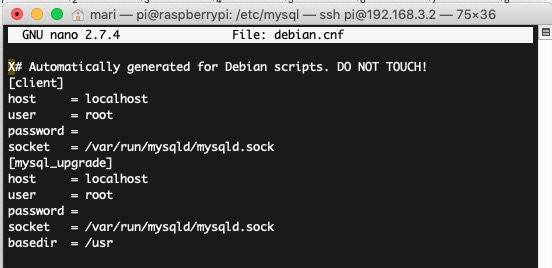 mari — pi@raspberrypi: /etc/mysql — ssh pi@192.168.3.2 — 75×36
GNU nano 2.7.4 File: debian.cnf
X# Automatically generated for Debian scripts. DO NOT TOUCH!
[client]
host = localhost
user = root
password =
socket = /var/run/mysqld/mysqld.sock
[mysql_upgrade]
host = localhost
user = root
password =
socket = /var/run/mysqld/mysqld.sock
basedir = /usr